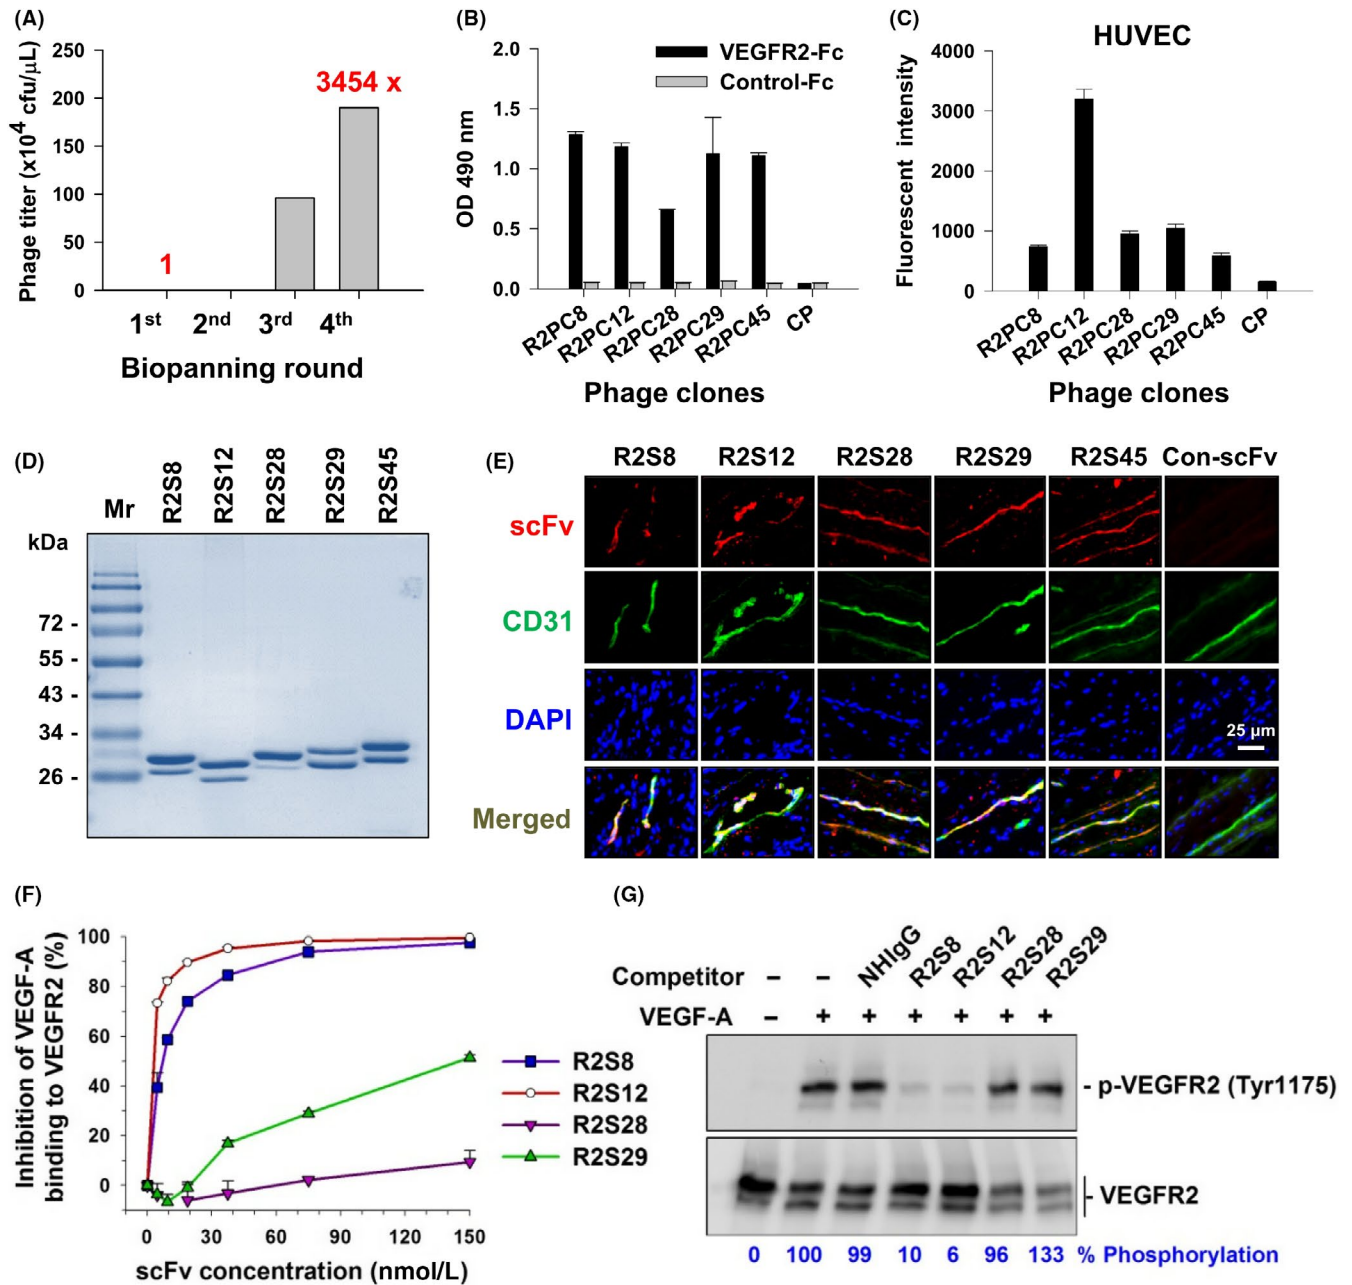 (A)
250
200
150
100
50
0
Phage titer (x10⁴ cfu/μL)
3454 x
1
1st 2nd 3rd 4th
Biopanning round
(B)
2.0
1.5
1.0
0.5
0.0
OD 490 nm
VEGFR2-Fc
Control-Fc
R2PC8 R2PC12 R2PC28 R2PC29 R2PC45 CP
Phage clones
(C)
HUVEC
4000
3000
2000
1000
0
Fluorescent intensity
R2PC8 R2PC12 R2PC28 R2PC29 R2PC45 CP
Phage clones
(D)
Mr R2S8 R2S12 R2S28 R2S29 R2S45
kDa
72 -
55 -
43 -
34 -
26 -
(E)
R2S8 R2S12 R2S28 R2S29 R2S45 Con-scFv
scFv
CD31
DAPI
25 μm
Merged
(F)
100
80
60
40
20
0
Inhibition of VEGF-A
binding to VEGFR2 (%)
0 30 60 90 120 150
scFv concentration (nmol/L)
R2S8
R2S12
R2S28
R2S29
(G)
Competitor – – NHIgG R2S8 R2S12 R2S28 R2S29
VEGF-A – + + + + + +
- p-VEGFR2 (Tyr1175)
- VEGFR2
0 100 99 10 6 96 133 % Phosphorylation